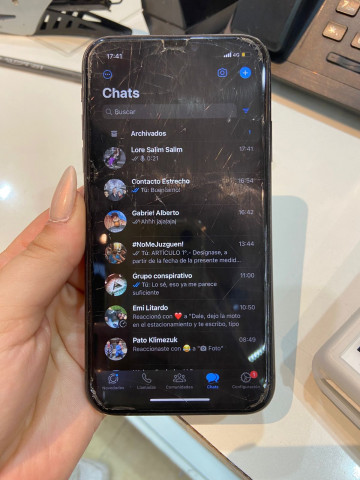 17:41
4G
Chats
Buscar
Archivados
Lore Salim Salim 17:41
0:21
Contacto Estrecho 16:54
Tú: Buenísimo!
Gabriel Alberto 16:42
Ahhh jajajajaj
#NoMeJuzguen! 13:44
Tú: ARTÍCULO 1°.- Desígnase, a
partir de la fecha de la presente medid...
Grupo conspirativo 11:00
Tú: Lo sé, eso ya me parece
suficiente
Emi Litardo 10:50
Reaccionó con ❤️ a "Dale, dejo la moto
en el estacionamiento y te escribo, tipo
Pato Klimezuk 08:49
Reaccionaste con 😂 a "📷 Foto"
Novedades Llamadas Comunidades Chats Configuración